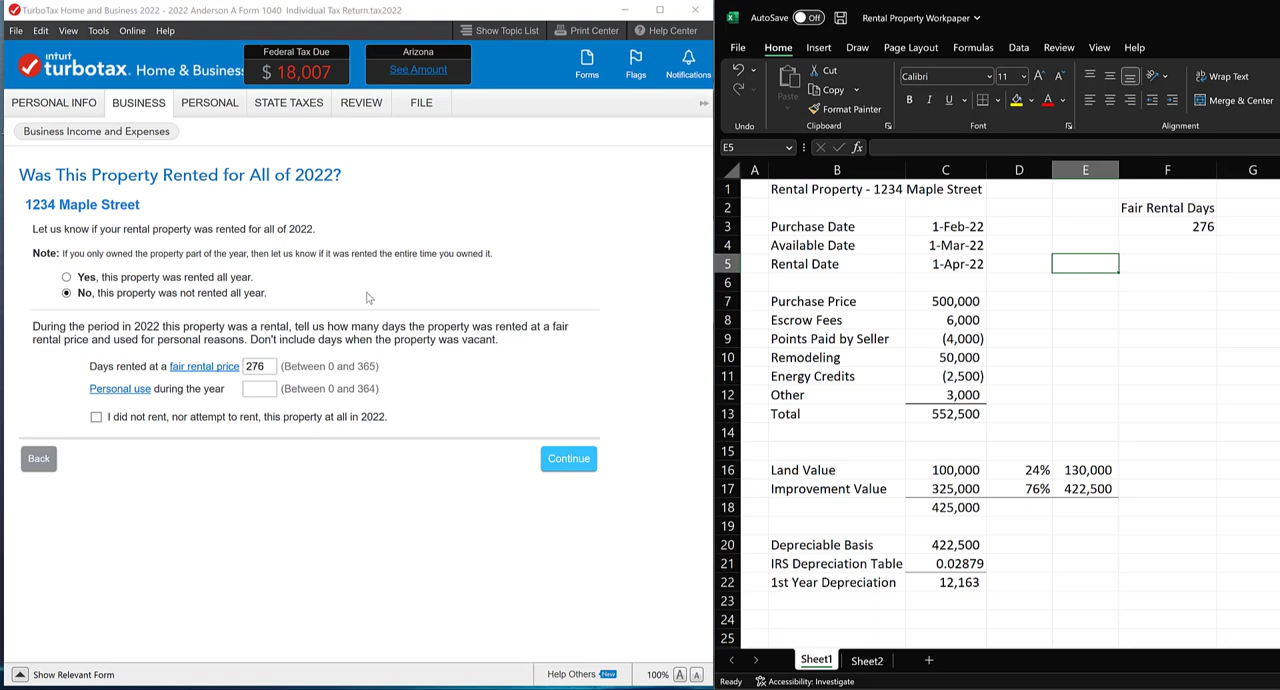 TurboTax Home and Business 2022 - 2022 Anderson A Form 1040 Individual Tax Return.tax2022
File Edit View Tools Online Help
Show Topic List Print Center Help Center
intuit turbotax. Home & Business
Federal Tax Due
$ 18,007
Arizona
See Amount
Forms Flags Notifications
PERSONAL INFO BUSINESS PERSONAL STATE TAXES REVIEW FILE
Business Income and Expenses
Was This Property Rented for All of 2022?
1234 Maple Street
Let us know if your rental property was rented for all of 2022.
Note: If you only owned the property part of the year, then let us know if it was rented the entire time you owned it.
Yes, this property was rented all year.
No, this property was not rented all year.
During the period in 2022 this property was a rental, tell us how many days the property was rented at a fair
rental price and used for personal reasons. Don't include days when the property was vacant.
Days rented at a fair rental price 276 (Between 0 and 365)
Personal use during the year (Between 0 and 364)
I did not rent, nor attempt to rent, this property at all in 2022.
Back Continue
Show Relevant Form Help Others New 100% A A
AutoSave Off Rental Property Workpaper
File Home Insert Draw Page Layout Formulas Data Review View Help
Paste Cut Copy Format Painter
Calibri 11 A A
B I U A
Wrap Text
Merge & Center
Undo Clipboard Font Alignment
E5 fx
A B C D E F G
1 Rental Property - 1234 Maple Street
2 Fair Rental Days
3 Purchase Date 1-Feb-22 276
4 Available Date 1-Mar-22
5 Rental Date 1-Apr-22
6
7 Purchase Price 500,000
8 Escrow Fees 6,000
9 Points Paid by Seller (4,000)
10 Remodeling 50,000
11 Energy Credits (2,500)
12 Other 3,000
13 Total 552,500
14
15
16 Land Value 100,000 24% 130,000
17 Improvement Value 325,000 76% 422,500
18 425,000
19
20 Depreciable Basis 422,500
21 IRS Depreciation Table 0.02879
22 1st Year Depreciation 12,163
23
24
25
Sheet1 Sheet2
Ready Accessibility: Investigate